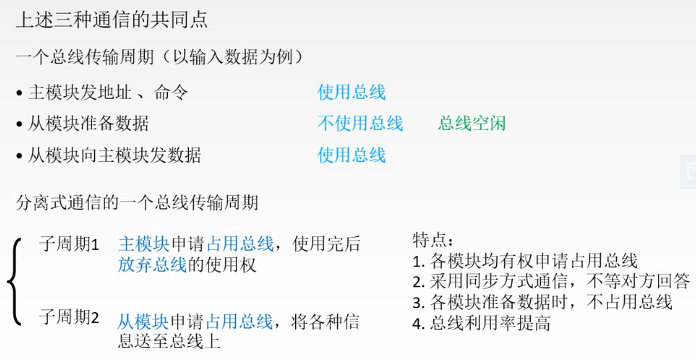 上述三种通信的共同点
一个总线传输周期（以输入数据为例）
• 主模块发地址 、命令 使用总线
• 从模块准备数据 不使用总线 总线空闲
• 从模块向主模块发数据 使用总线
分离式通信的一个总线传输周期
子周期1 主模块申请占用总线，使用完后
放弃总线的使用权
子周期2 从模块申请占用总线，将各种信
息送至总线上
特点：
1. 各模块均有权申请占用总线
2. 采用同步方式通信，不等对方回答
3. 各模块准备数据时，不占用总线
4. 总线利用率提高